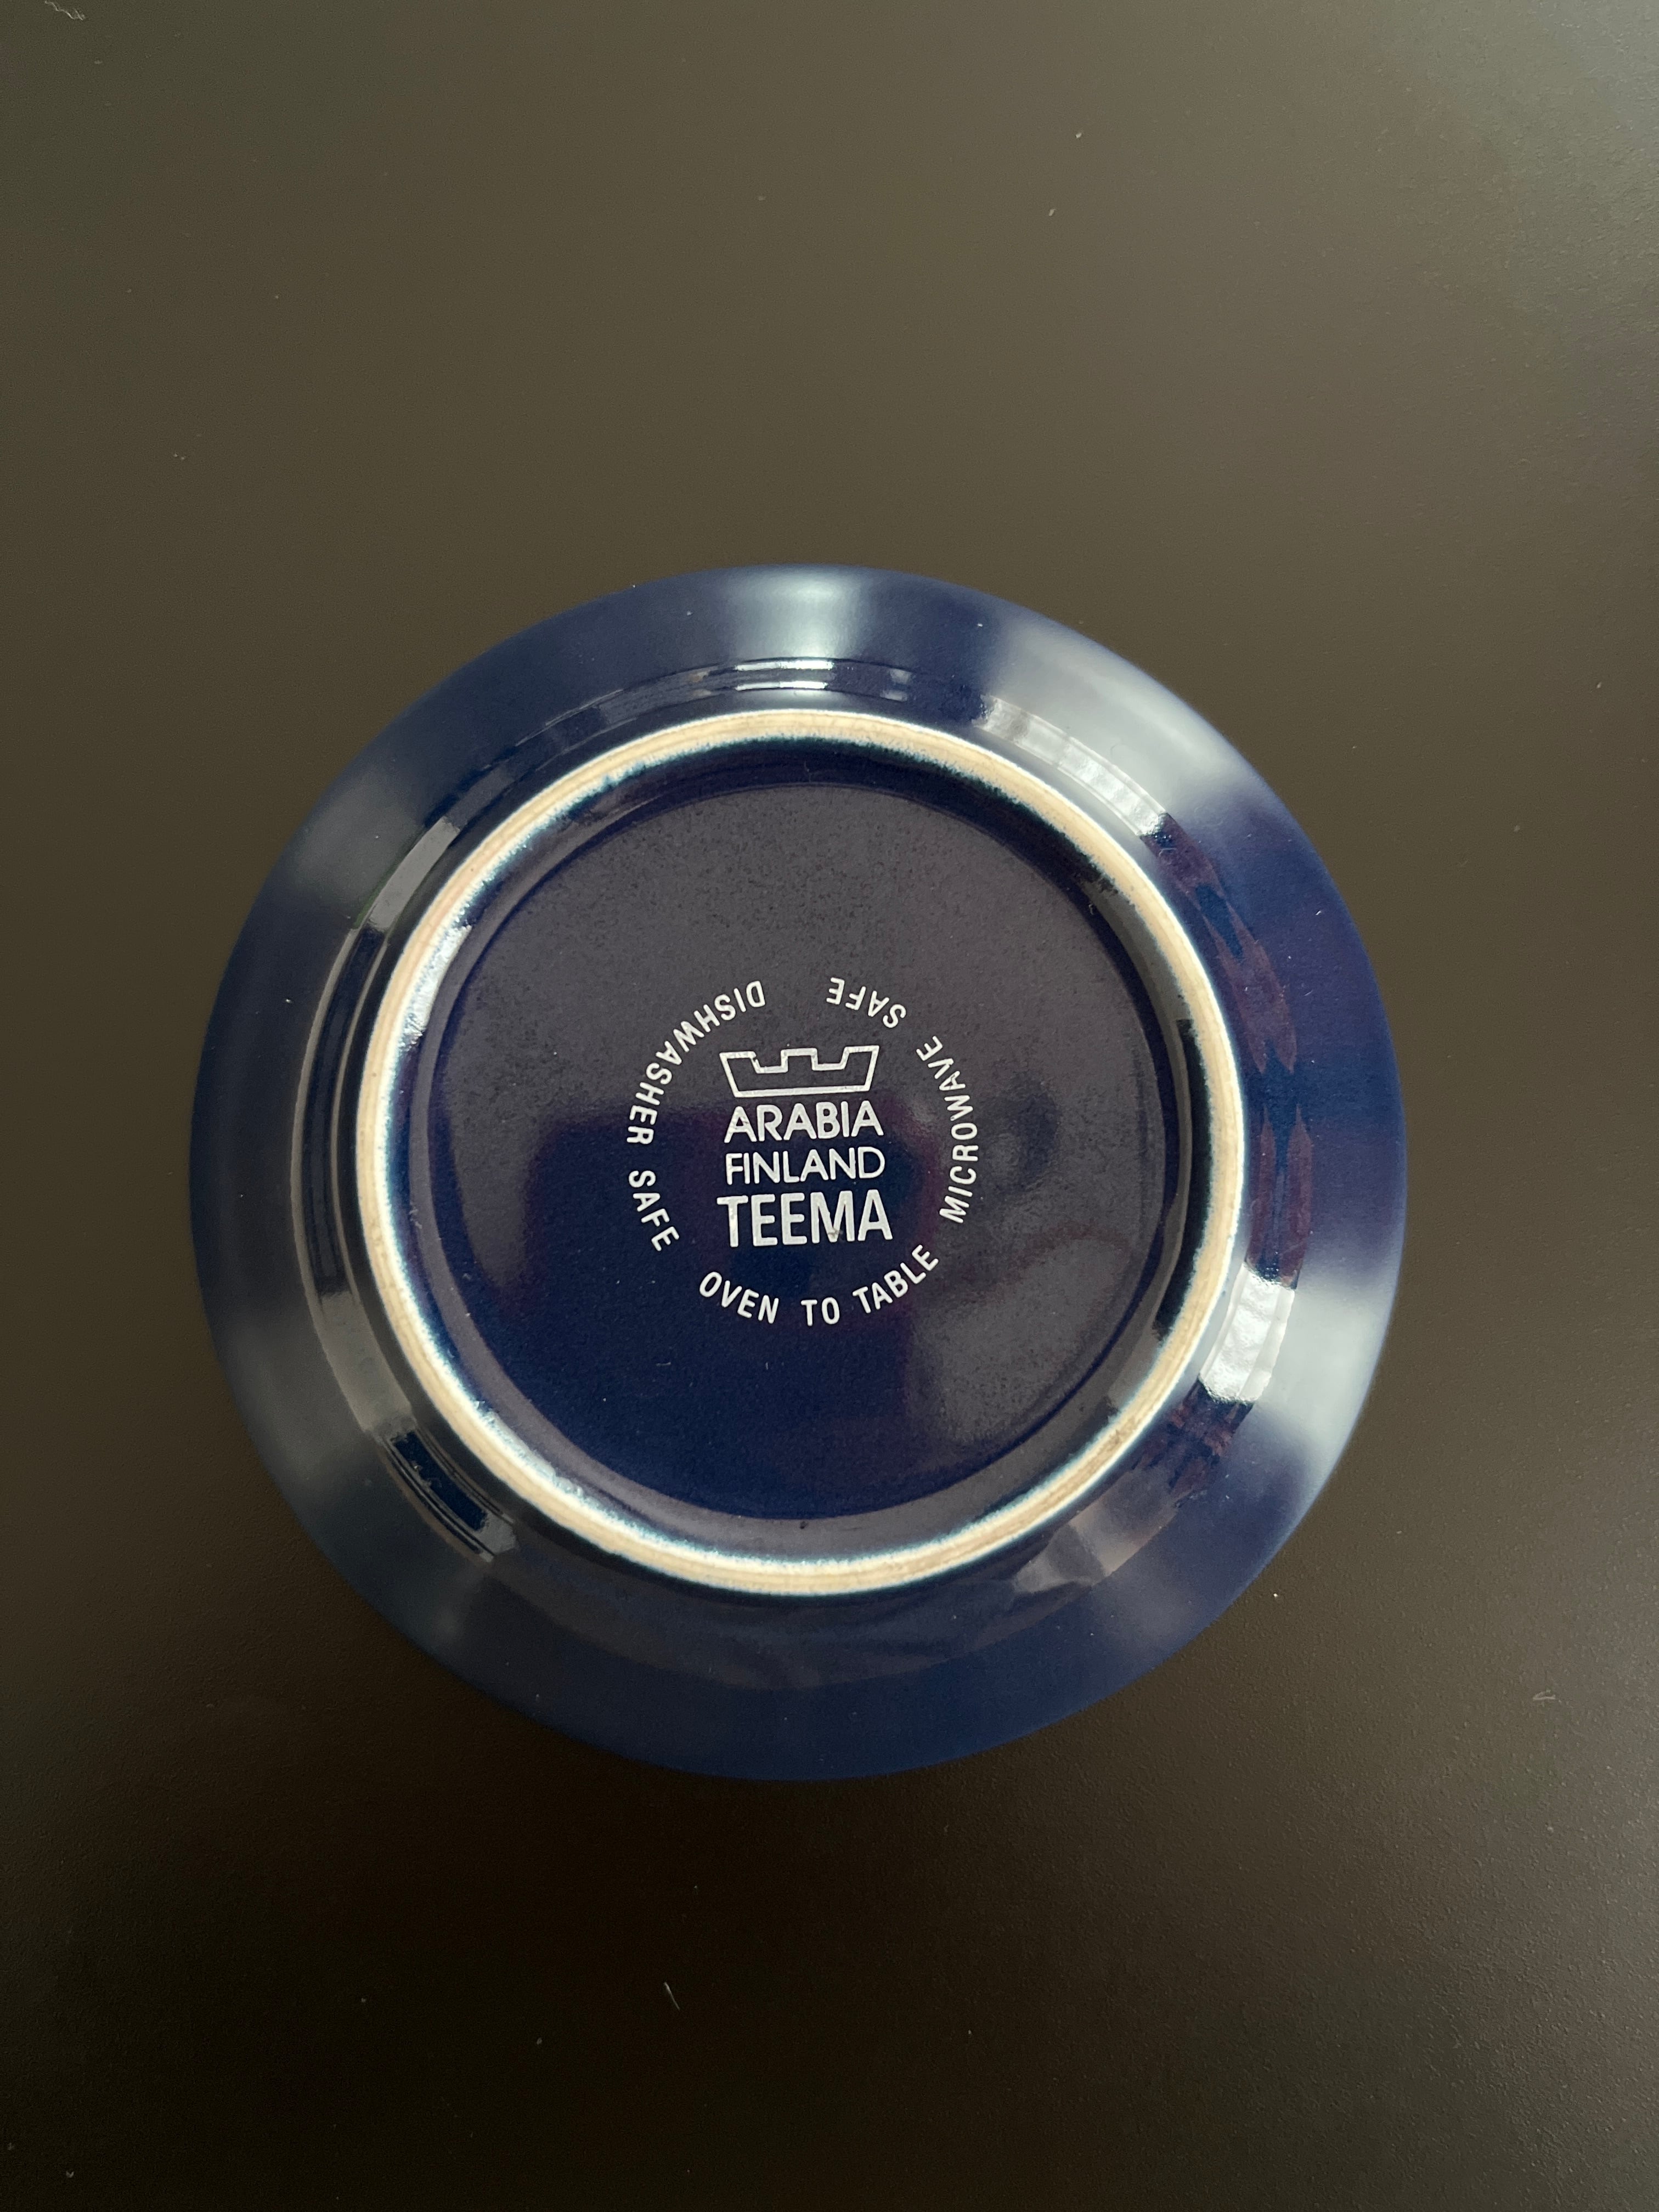 ARABIA
FINLAND
TEEMA
DISHWASHER SAFE
OVEN TO TABLE
MICROWAVE SAFE